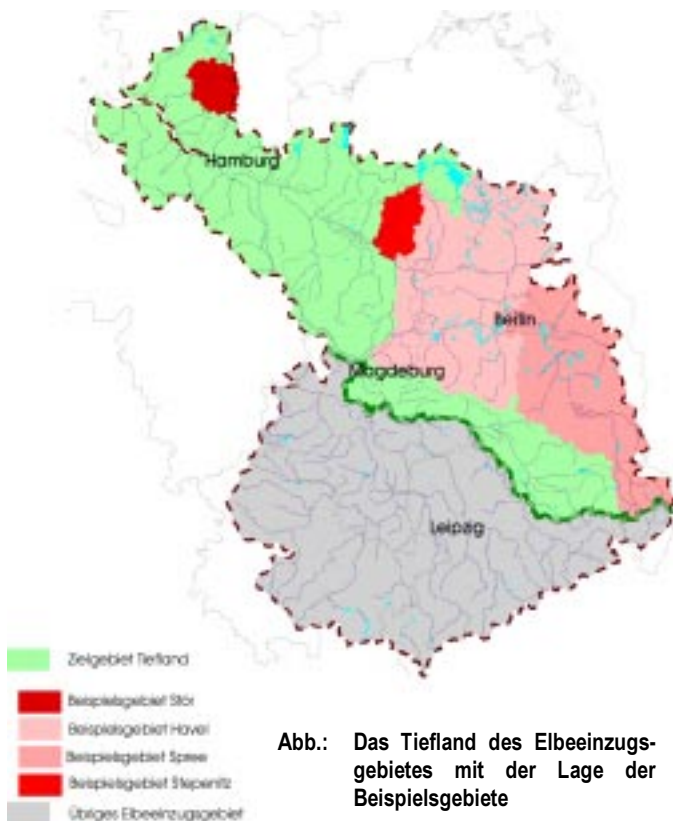 Hamburg
Berlin
Magdeburg
Leipzig
Zielgebiet Tiefland
Beispielsgebiet Stör
Beispielsgebiet Havel
Beispielsgebiet Spree
Beispielsgebiet Stepenitz
Übriges Elbeeinzugsgebiet
Abb.: Das Tiefland des Elbeeinzugs-
gebietes mit der Lage der
Beispielsgebiete